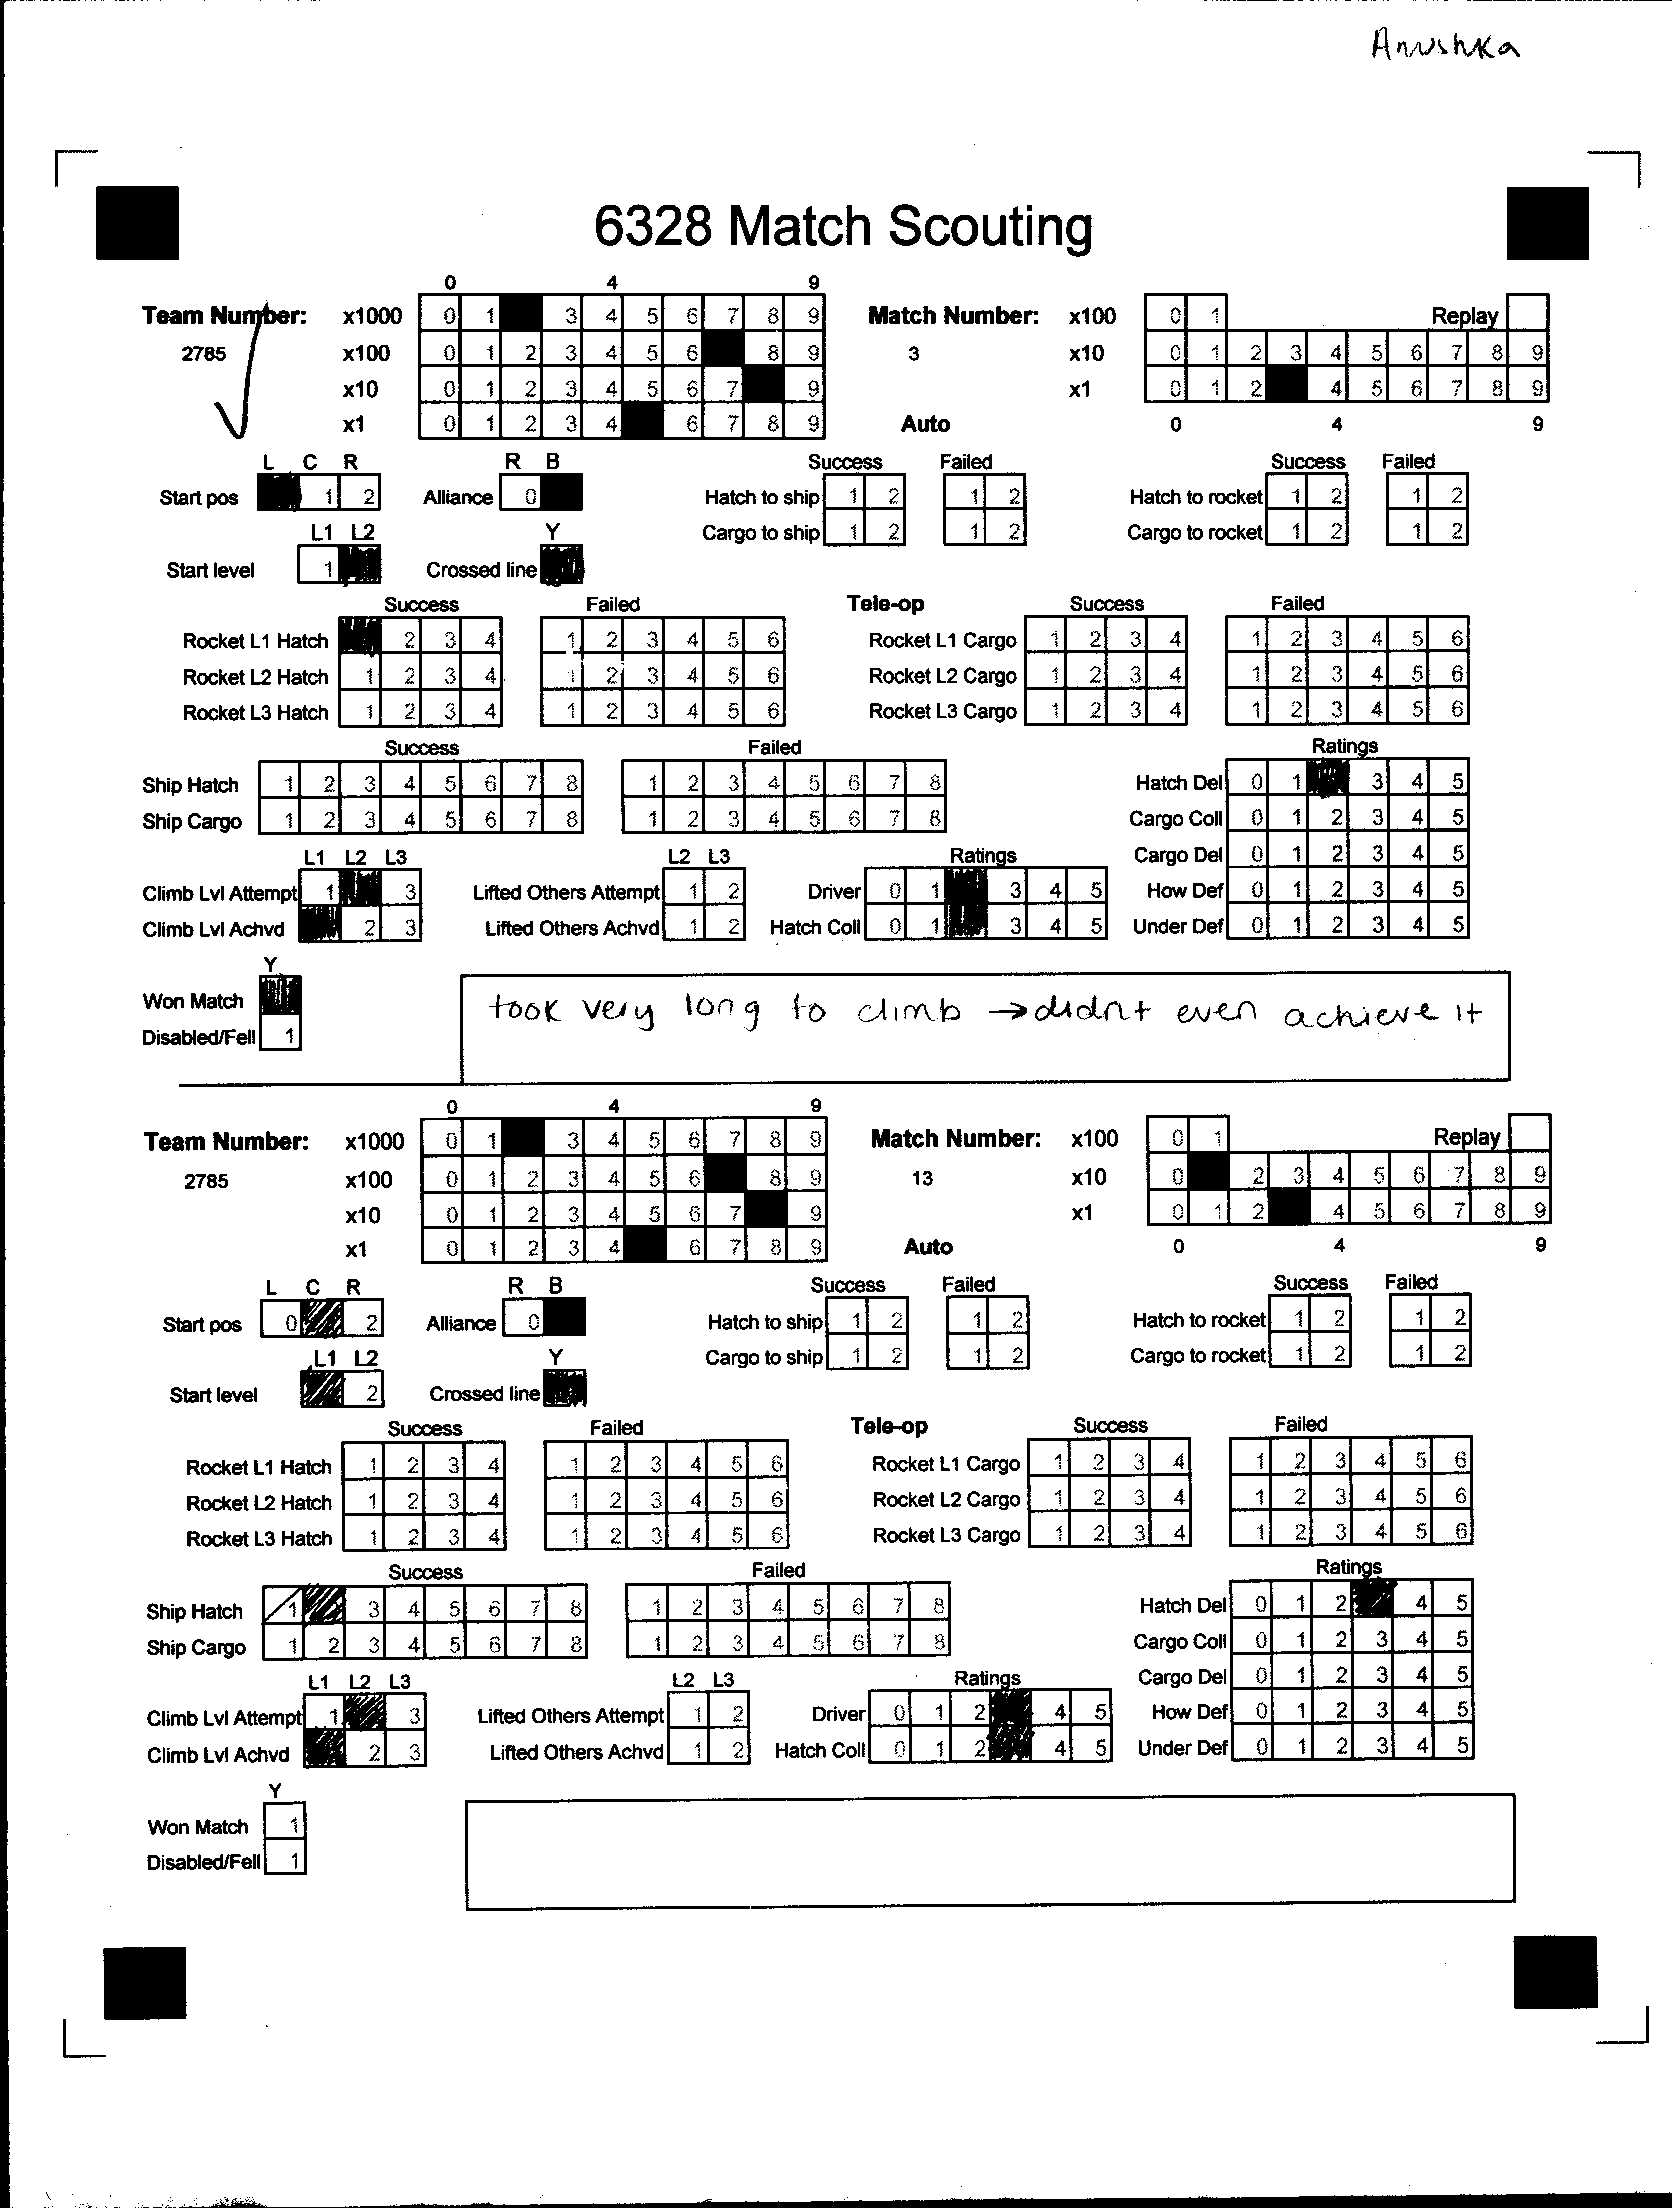 Anushka
6328 Match Scouting
0 4 9
Team Number: x1000 0 1 3 4 5 6 7 8 9 Match Number: x100 0 1 Replay
2785 x100 0 1 2 3 4 5 6 8 9 3 x10 0 1 2 3 4 5 6 7 8 9
x10 0 1 2 3 4 5 6 7 9 x1 0 1 2 4 5 6 7 8 9
x1 0 1 2 3 4 6 7 8 9 Auto 0 4 9
L C R R B Success Failed Success Failed
Start pos 1 2 Alliance 0 Hatch to ship 1 2 1 2 Hatch to rocket 1 2 1 2
L1 L2 Y Cargo to ship 1 2 1 2 Cargo to rocket 1 2 1 2
Start level 1 Crossed line
Success Failed Tele-op Success Failed
Rocket L1 Hatch 2 3 4 1 2 3 4 5 6 Rocket L1 Cargo 1 2 3 4 1 2 3 4 5 6
Rocket L2 Hatch 1 2 3 4 1 2 3 4 5 6 Rocket L2 Cargo 1 2 3 4 1 2 3 4 5 6
Rocket L3 Hatch 1 2 3 4 1 2 3 4 5 6 Rocket L3 Cargo 1 2 3 4 1 2 3 4 5 6
Success Failed Ratings
Ship Hatch 1 2 3 4 5 6 7 8 1 2 3 4 5 6 7 8 Hatch Del 0 1 3 4 5
Ship Cargo 1 2 3 4 5 6 7 8 1 2 3 4 5 6 7 8 Cargo Coll 0 1 2 3 4 5
L1 L2 L3 L2 L3 Ratings Cargo Del 0 1 2 3 4 5
Climb Lvl Attempt 1 3 Lifted Others Attempt 1 2 Driver 0 1 3 4 5 How Def 0 1 2 3 4 5
Climb Lvl Achvd 2 3 Lifted Others Achvd 1 2 Hatch Coll 0 1 3 4 5 Under Def 0 1 2 3 4 5
Y
Won Match took very long to climb → didnt even achieve it
Disabled/Fell 1
0 4 9
Team Number: x1000 0 1 3 4 5 6 7 8 9 Match Number: x100 0 1 Replay
2785 x100 0 1 2 3 4 5 6 8 9 13 x10 0 2 3 4 5 6 7 8 9
x10 0 1 2 3 4 5 6 7 9 x1 0 1 2 4 5 6 7 8 9
x1 0 1 2 3 4 6 7 8 9 Auto 0 4 9
L C R R B Success Failed Success Failed
Start pos 0 2 Alliance 0 Hatch to ship 1 2 1 2 Hatch to rocket 1 2 1 2
L1 L2 Y Cargo to ship 1 2 1 2 Cargo to rocket 1 2 1 2
Start level 2 Crossed line
Success Failed Tele-op Success Failed
Rocket L1 Hatch 1 2 3 4 1 2 3 4 5 6 Rocket L1 Cargo 1 2 3 4 1 2 3 4 5 6
Rocket L2 Hatch 1 2 3 4 1 2 3 4 5 6 Rocket L2 Cargo 1 2 3 4 1 2 3 4 5 6
Rocket L3 Hatch 1 2 3 4 1 2 3 4 5 6 Rocket L3 Cargo 1 2 3 4 1 2 3 4 5 6
Success Failed Ratings
Ship Hatch 1 3 4 5 6 7 8 1 2 3 4 5 6 7 8 Hatch Del 0 1 2 4 5
Ship Cargo 1 2 3 4 5 6 7 8 1 2 3 4 5 6 7 8 Cargo Coll 0 1 2 3 4 5
L1 L2 L3 L2 L3 Ratings Cargo Del 0 1 2 3 4 5
Climb Lvl Attempt 1 3 Lifted Others Attempt 1 2 Driver 0 1 2 4 5 How Def 0 1 2 3 4 5
Climb Lvl Achvd 2 3 Lifted Others Achvd 1 2 Hatch Coll 0 1 2 4 5 Under Def 0 1 2 3 4 5
Y
Won Match 1
Disabled/Fell 1